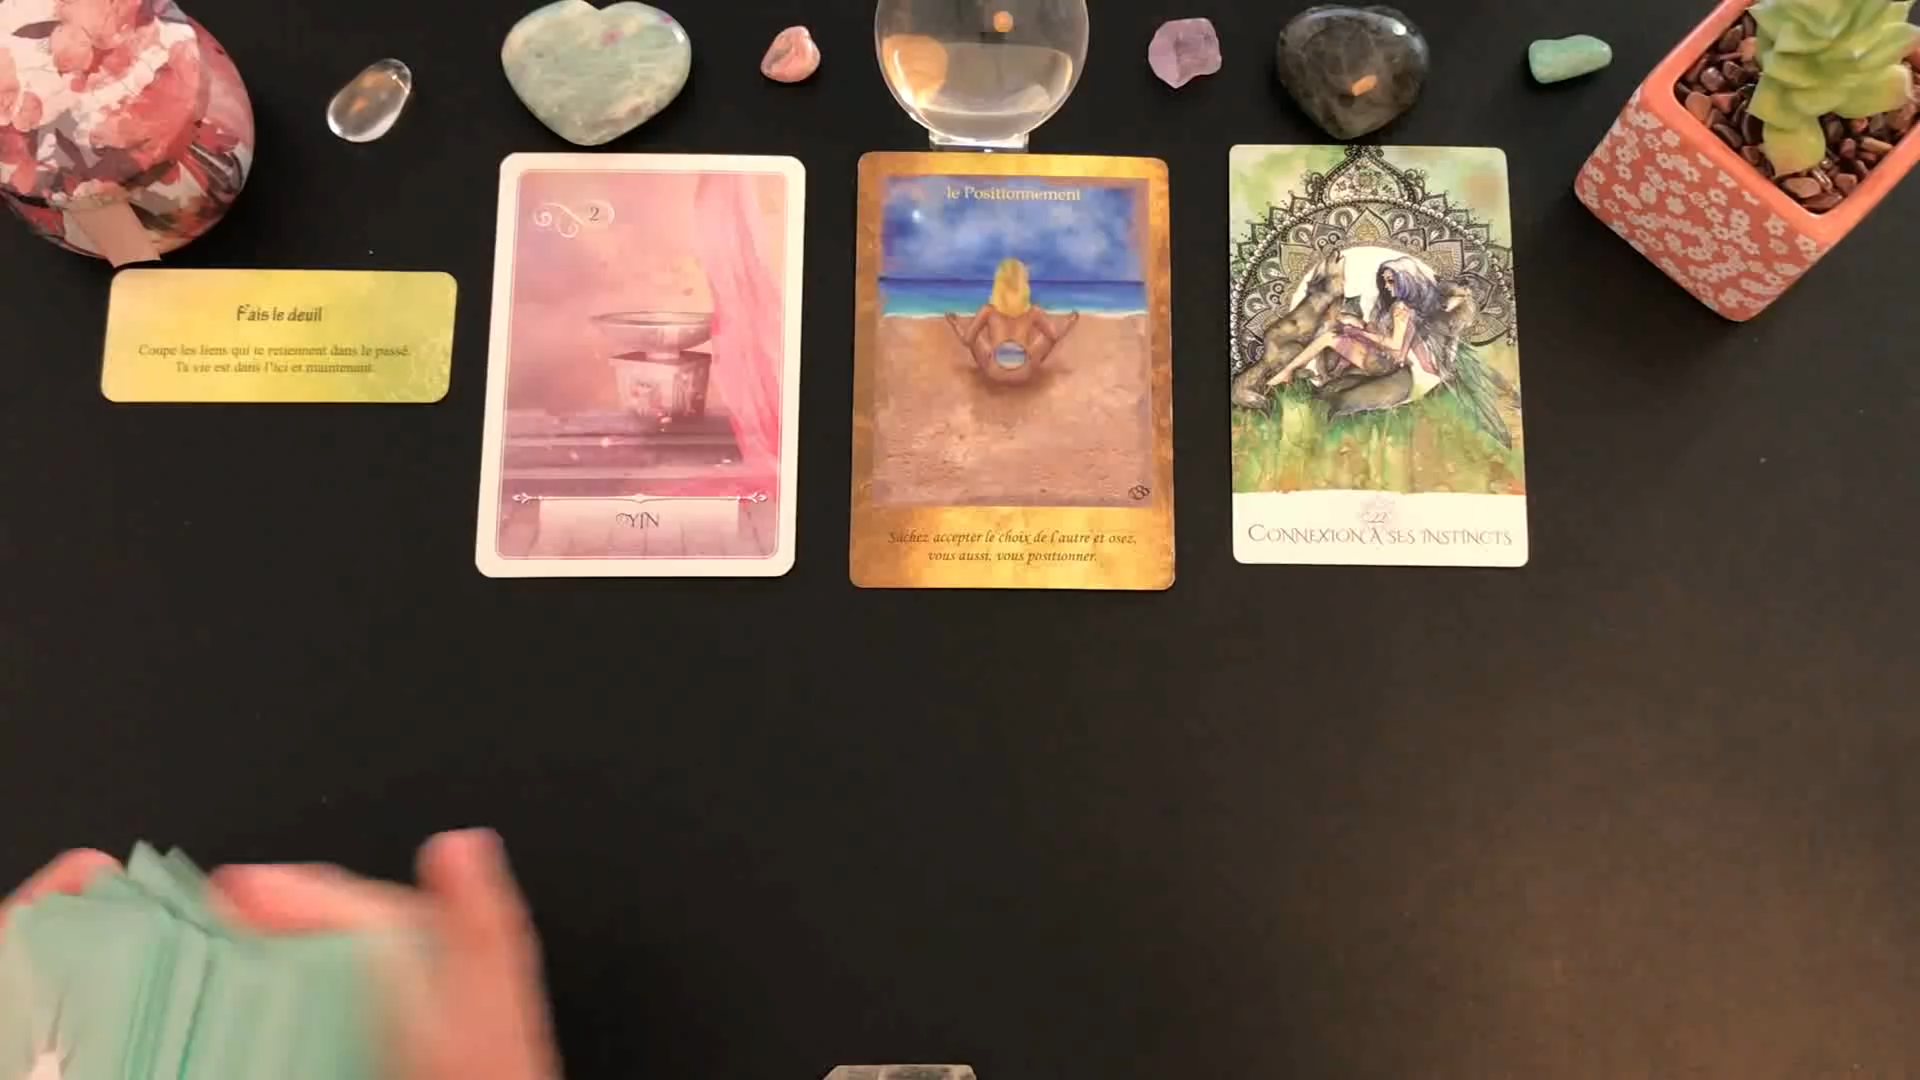 Fais le deuil
Coupe les liens qui te retiennent dans le passé.
Ta vie est dans l'ici et maintenant.
2
YIN
le Positionnement
Sachez accepter le choix de l'autre et osez,
vous aussi, vous positionner.
22
CONNEXION À SES INSTINCTS